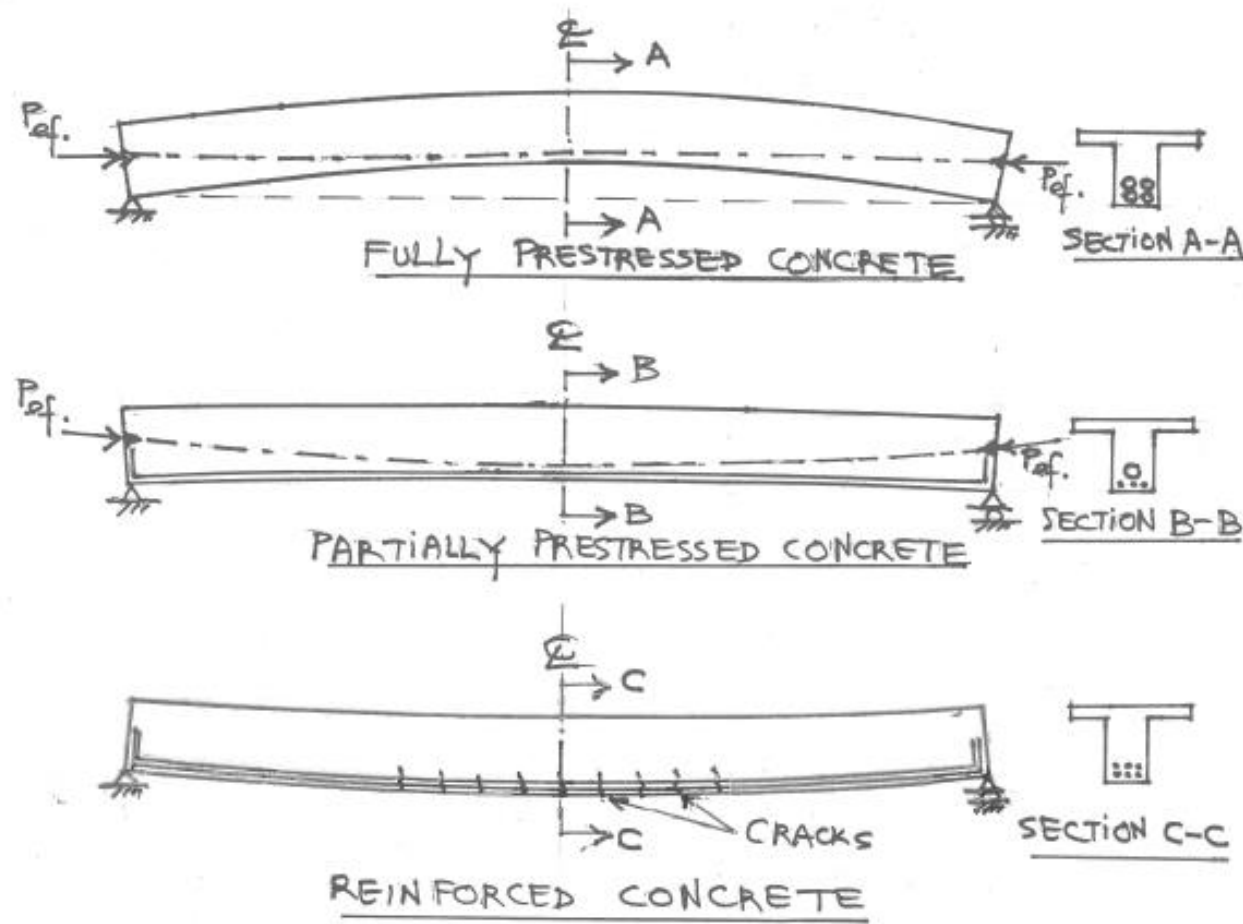 ℄
A
Pef.
Pef.
A
FULLY PRESTRESSED CONCRETE
SECTION A-A
℄
B
Pef.
Pef.
B
PARTIALLY PRESTRESSED CONCRETE
SECTION B-B
℄
C
C
CRACKS
SECTION C-C
REINFORCED CONCRETE